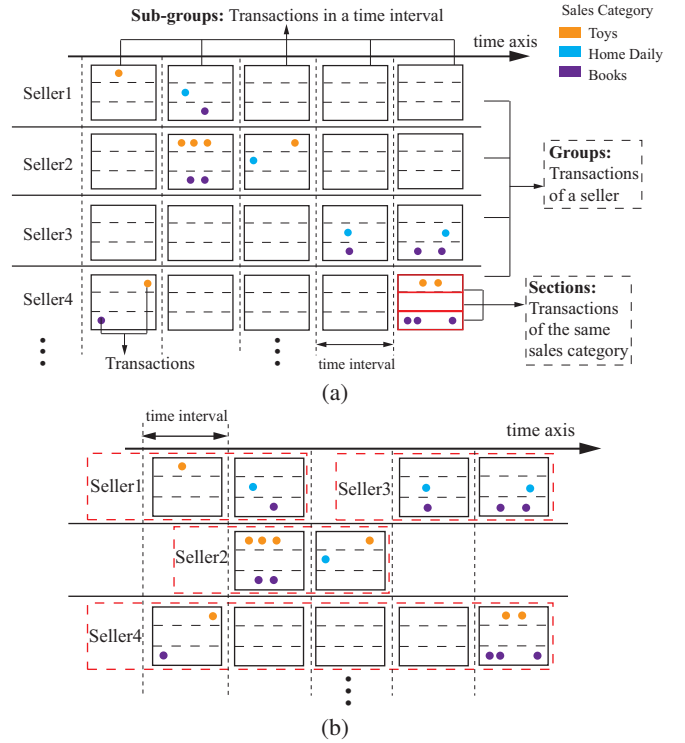 Sub-groups: Transactions in a time interval
Sales Category
Toys
Home Daily
Books
time axis
Seller1
Seller2
Seller3
Seller4
Groups:
Transactions
of a seller
Sections:
Transactions
of the same
sales category
Transactions
time interval
(a)
time interval
time axis
Seller1
Seller3
Seller2
Seller4
(b)